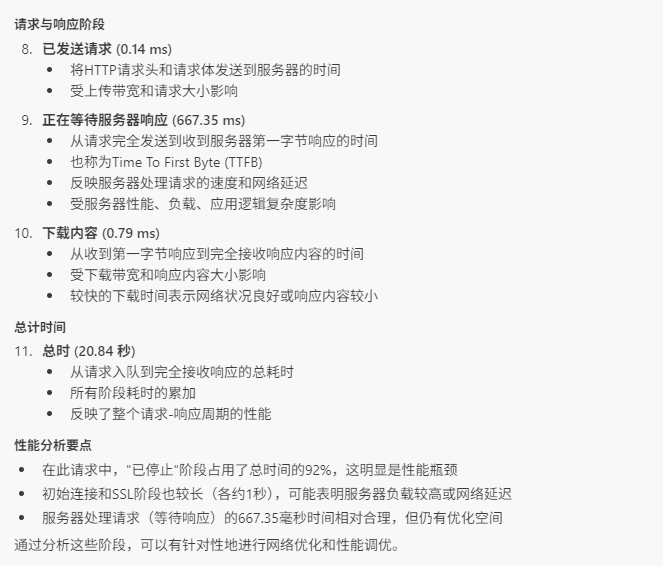 请求与响应阶段
8. 已发送请求 (0.14 ms)
• 将HTTP请求头和请求体发送到服务器的时间
• 受上传带宽和请求大小影响
9. 正在等待服务器响应 (667.35 ms)
• 从请求完全发送到收到服务器第一字节响应的时间
• 也称为Time To First Byte (TTFB)
• 反映服务器处理请求的速度和网络延迟
• 受服务器性能、负载、应用逻辑复杂度影响
10. 下载内容 (0.79 ms)
• 从收到第一字节响应到完全接收响应内容的时间
• 受下载带宽和响应内容大小影响
• 较快的下载时间表示网络状况良好或响应内容较小
总计时间
11. 总时 (20.84 秒)
• 从请求入队到完全接收响应的总耗时
• 所有阶段耗时的累加
• 反映了整个请求-响应周期的性能
性能分析要点
• 在此请求中，"已停止"阶段占用了总时间的92%，这明显是性能瓶颈
• 初始连接和SSL阶段也较长（各约1秒），可能表明服务器负载较高或网络延迟
• 服务器处理请求（等待响应）的667.35毫秒时间相对合理，但仍有优化空间
通过分析这些阶段，可以有针对性地进行网络优化和性能调优。